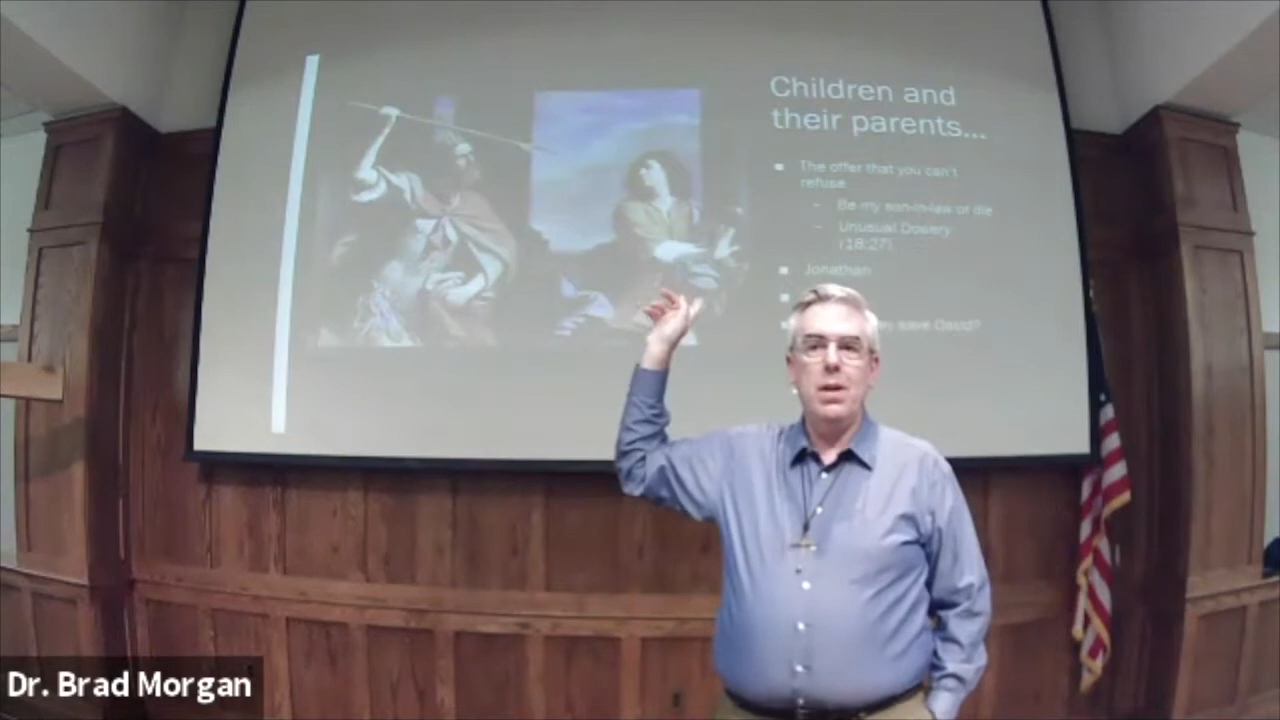 Children and
their parents...
▪ The offer that you can't
refuse
– Be my son-in-law or die
– Unusual Dowery
(18:27)
▪ Jonathan
save David?
Dr. Brad Morgan